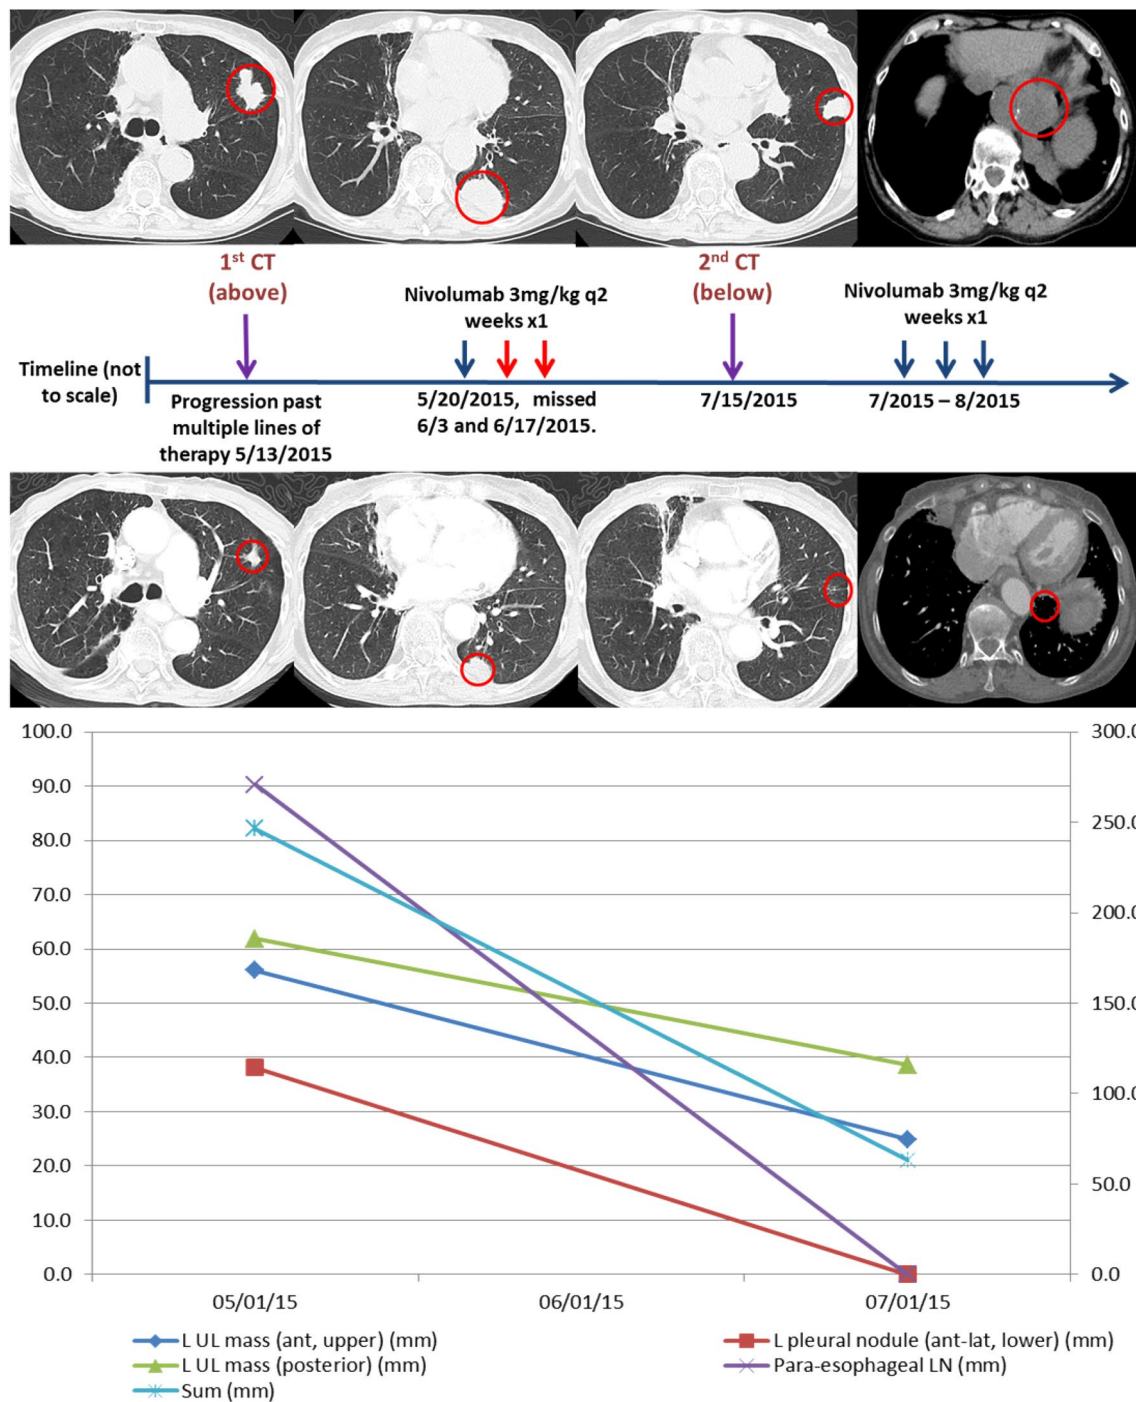 1st CT
(above)
2nd CT
(below)
Nivolumab 3mg/kg q2
weeks x1
Nivolumab 3mg/kg q2
weeks x1
Timeline (not
to scale)
Progression past
multiple lines of
therapy 5/13/2015
5/20/2015, missed
6/3 and 6/17/2015.
7/15/2015
7/2015 – 8/2015
100.0
90.0
80.0
70.0
60.0
50.0
40.0
30.0
20.0
10.0
0.0
300.0
250.0
200.0
150.0
100.0
50.0
0.0
05/01/15
06/01/15
07/01/15
L UL mass (ant, upper) (mm)
L pleural nodule (ant-lat, lower) (mm)
L UL mass (posterior) (mm)
Para-esophageal LN (mm)
Sum (mm)